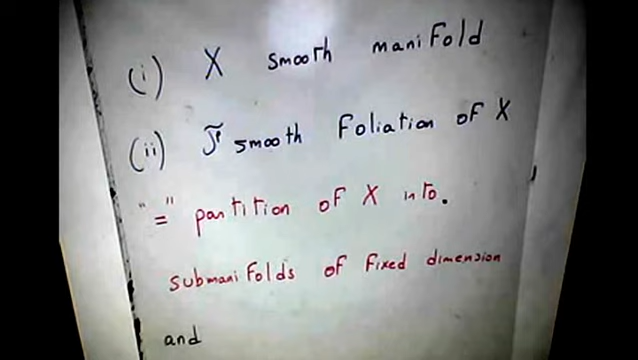 (i) X smooth manifold
(ii) F smooth Foliation of X
"=" partition of X into.
submanifolds of fixed dimension
and